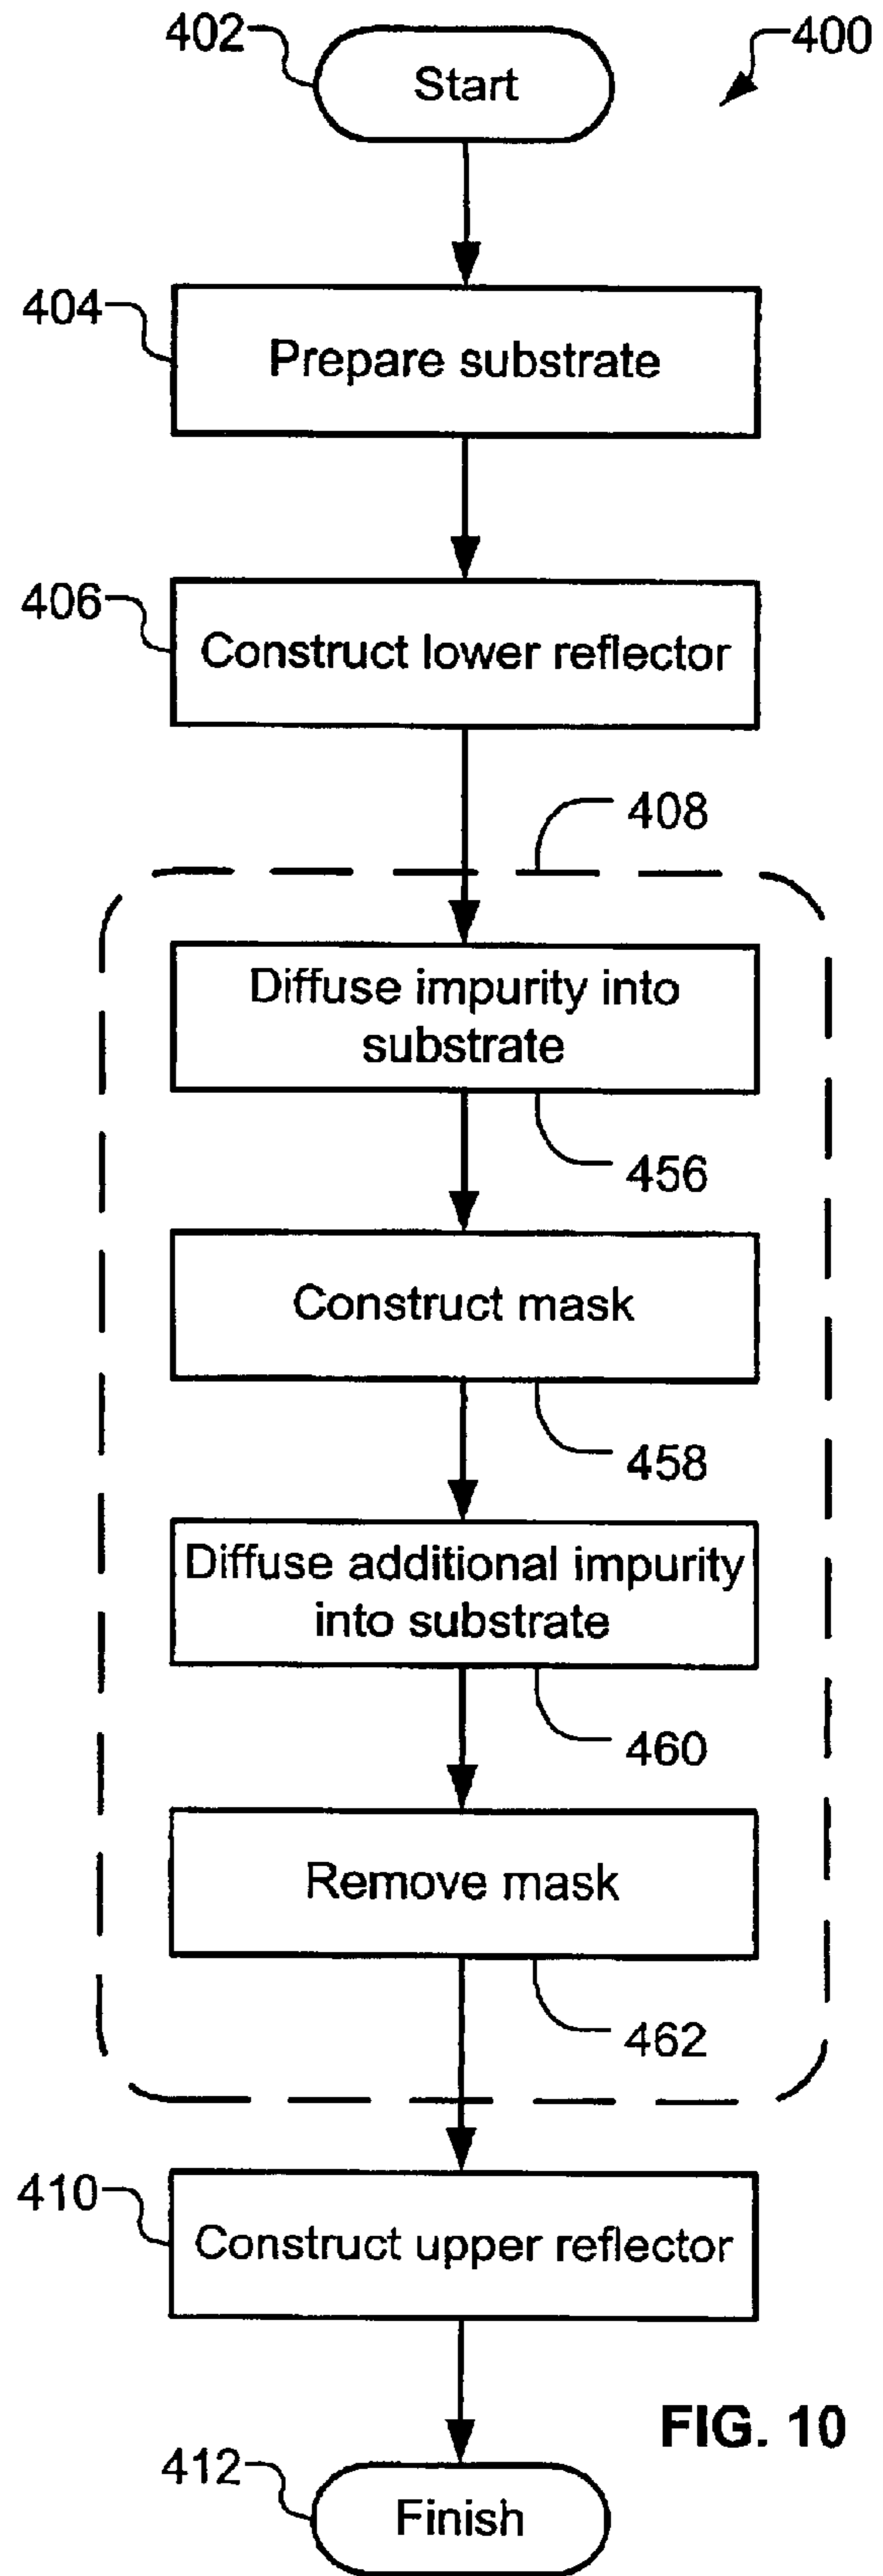 402
Start
400
404
Prepare substrate
406
Construct lower reflector
408
Diffuse impurity into
substrate
456
Construct mask
458
Diffuse additional impurity
into substrate
460
Remove mask
462
410
Construct upper reflector
FIG. 10
412
Finish